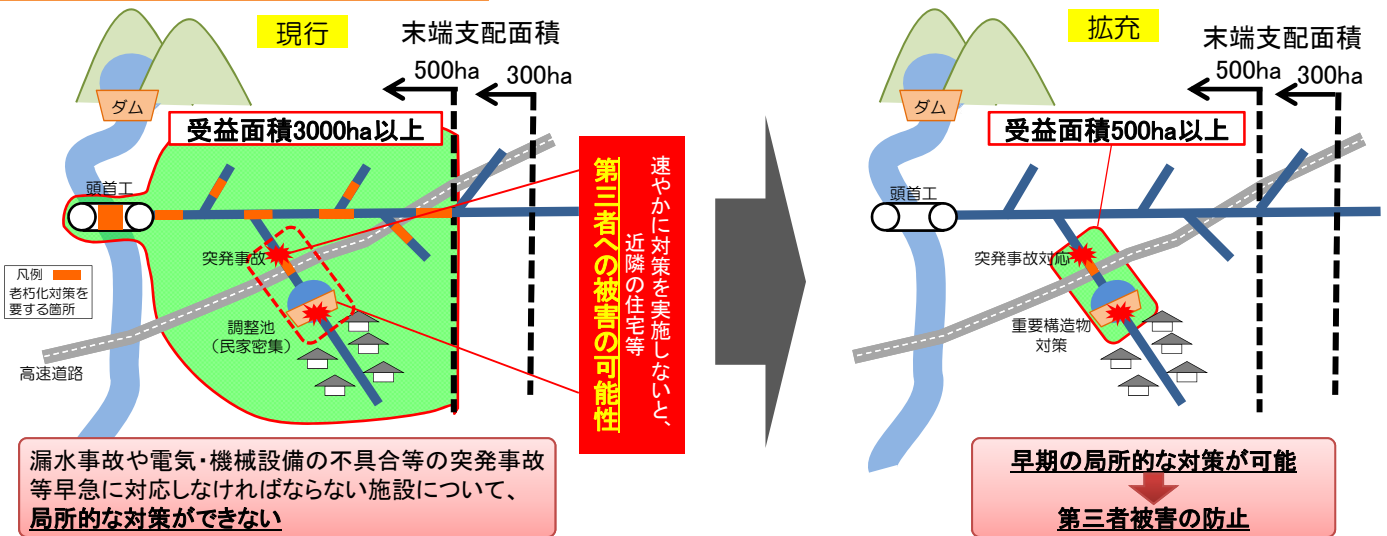 現行
末端支配面積
500ha
300ha
ダム
受益面積3000ha以上
頭首工
突発事故
凡例
老朽化対策を
要する箇所
調整池
（民家密集）
高速道路
速やかに対策を実施しないと、
近隣の住宅等
第三者への被害の可能性
漏水事故や電気・機械設備の不具合等の突発事故
等早急に対応しなければならない施設について、
局所的な対策ができない
拡充
末端支配面積
500ha
300ha
ダム
受益面積500ha以上
頭首工
突発事故対応
重要構造物
対策
早期の局所的な対策が可能
第三者被害の防止